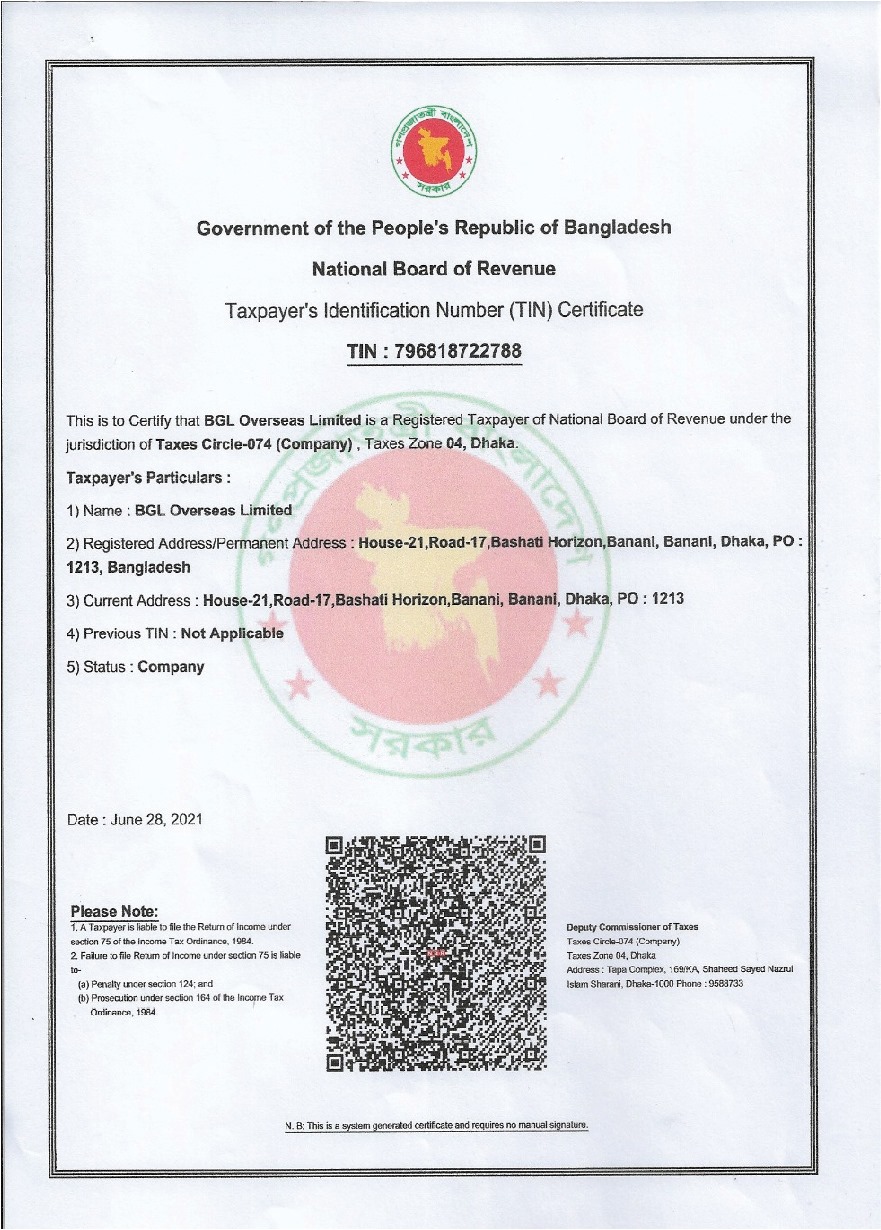 গণপ্রজাতন্ত্রী বাংলাদেশ
সরকার
Government of the People's Republic of Bangladesh
National Board of Revenue
Taxpayer's Identification Number (TIN) Certificate
TIN : 796818722788
This is to Certify that BGL Overseas Limited is a Registered Taxpayer of National Board of Revenue under the
jurisdiction of Taxes Circle-074 (Company) , Taxes Zone 04, Dhaka.
Taxpayer's Particulars :
1) Name : BGL Overseas Limited
2) Registered Address/Permanent Address : House-21,Road-17,Bashati Horizon,Banani, Banani, Dhaka, PO :
1213, Bangladesh
3) Current Address : House-21,Road-17,Bashati Horizon,Banani, Banani, Dhaka, PO : 1213
4) Previous TIN : Not Applicable
5) Status : Company
গণপ্রজাতন্ত্রী বাংলাদেশ
সরকার
Date : June 28, 2021
Please Note:
1. A Taxpayer is liable to file the Return of Income under
section 75 of the Income Tax Ordinance, 1984.
2. Failure to file Return of Income under section 75 is liable
to-
(a) Penalty under section 124; and
(b) Prosecution under section 164 of the Income Tax
Ordinance, 1984.
Deputy Commissioner of Taxes
Taxes Circle-074 (Company)
Taxes Zone 04, Dhaka
Address : Tapa Complex, 169/KA, Shaheed Sayed Nazrul
Islam Sharani, Dhaka-1000 Phone : 9588733
N. B: This is a system generated certificate and requires no manual signature.